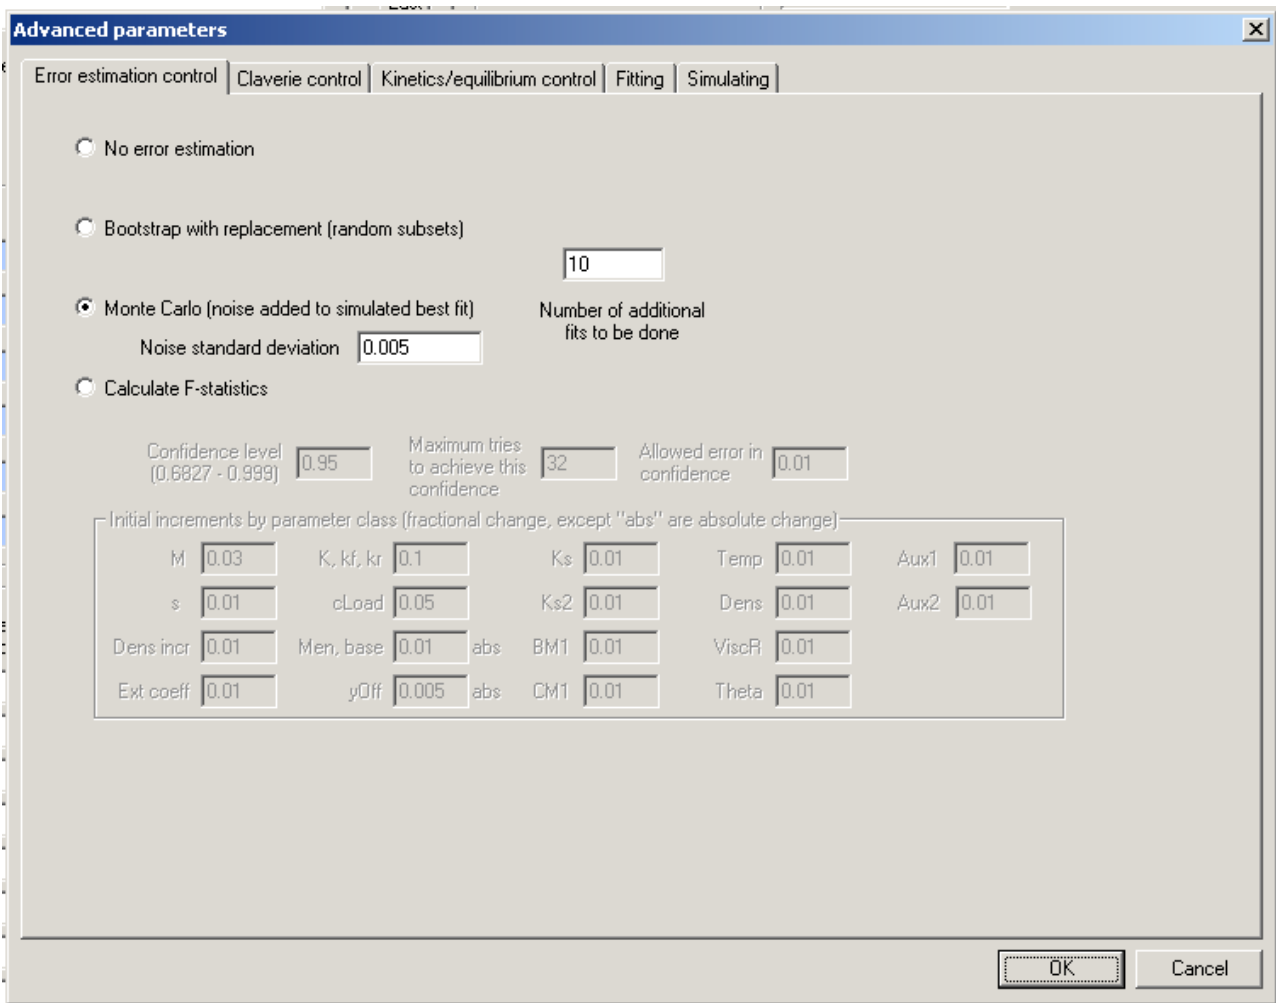 Advanced parameters
Error estimation control Claverie control Kinetics/equilibrium control Fitting Simulating
No error estimation
Bootstrap with replacement (random subsets)
10
Monte Carlo (noise added to simulated best fit)
Number of additional
fits to be done
Noise standard deviation 0.005
Calculate F-statistics
Confidence level
(0.6827 - 0.999) 0.95
Maximum tries
to achieve this
confidence 32
Allowed error in
confidence 0.01
Initial increments by parameter class (fractional change, except "abs" are absolute change)
M 0.03 K, kf, kr 0.1 Ks 0.01 Temp 0.01 Aux1 0.01
s 0.01 cLoad 0.05 Ks2 0.01 Dens 0.01 Aux2 0.01
Dens incr 0.01 Men, base 0.01 abs BM1 0.01 ViscR 0.01
Ext coeff 0.01 yOff 0.005 abs CM1 0.01 Theta 0.01
OK Cancel